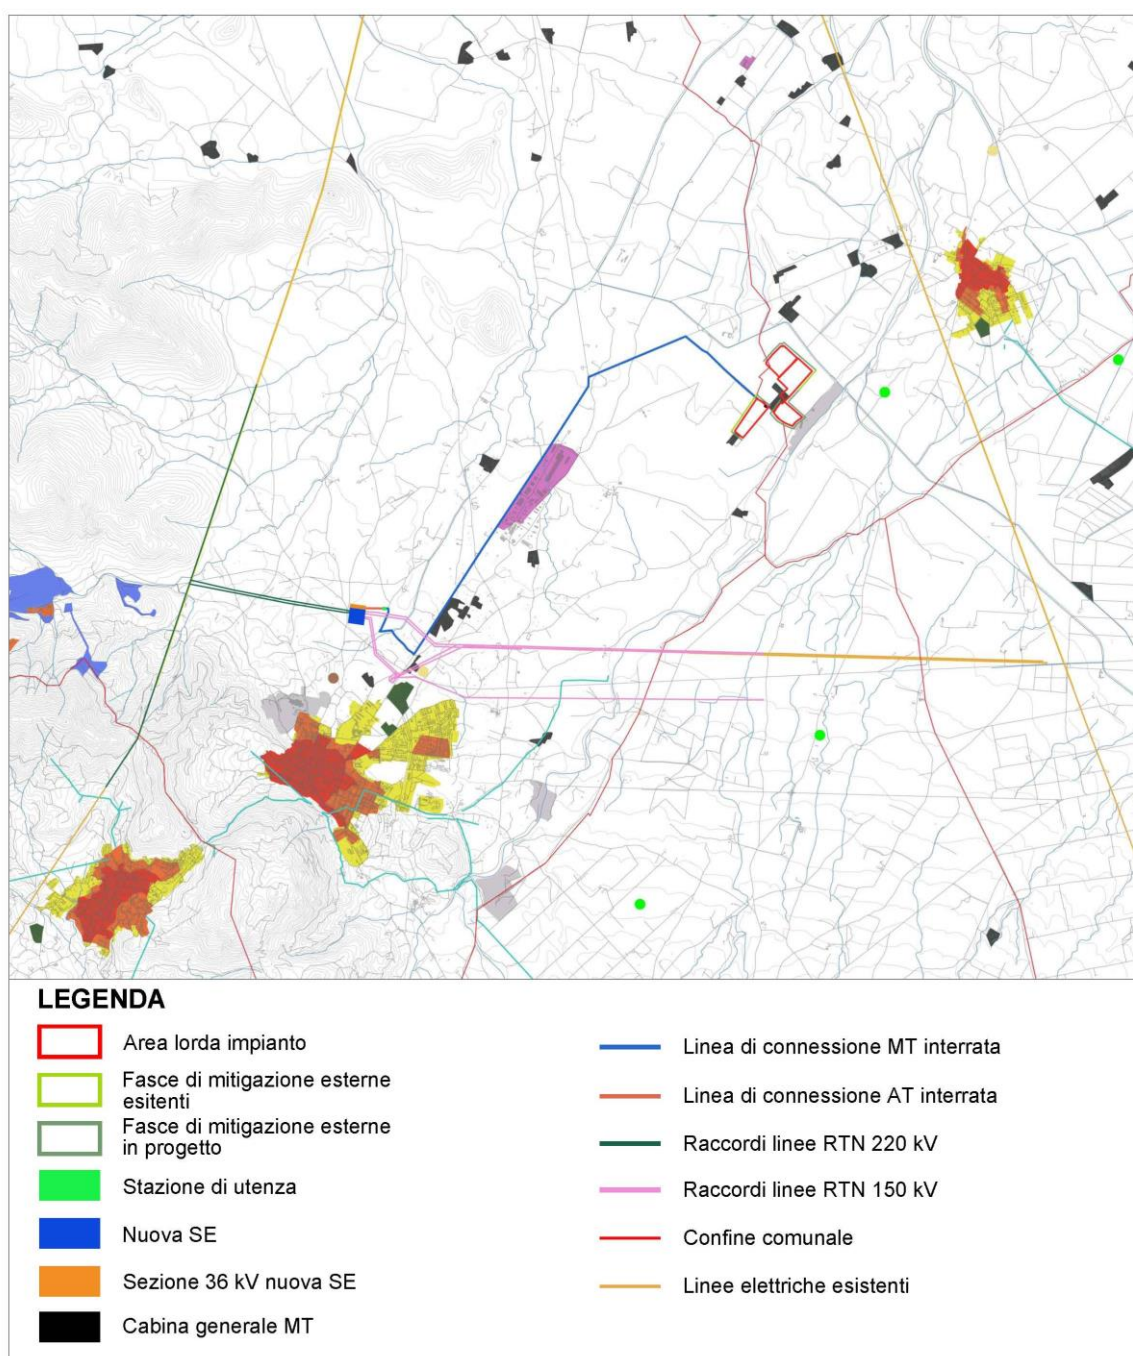 LEGENDA
Area lorda impianto
Fasce di mitigazione esterne
esitenti
Fasce di mitigazione esterne
in progetto
Stazione di utenza
Nuova SE
Sezione 36 kV nuova SE
Cabina generale MT
Linea di connessione MT interrata
Linea di connessione AT interrata
Raccordi linee RTN 220 kV
Raccordi linee RTN 150 kV
Confine comunale
Linee elettriche esistenti